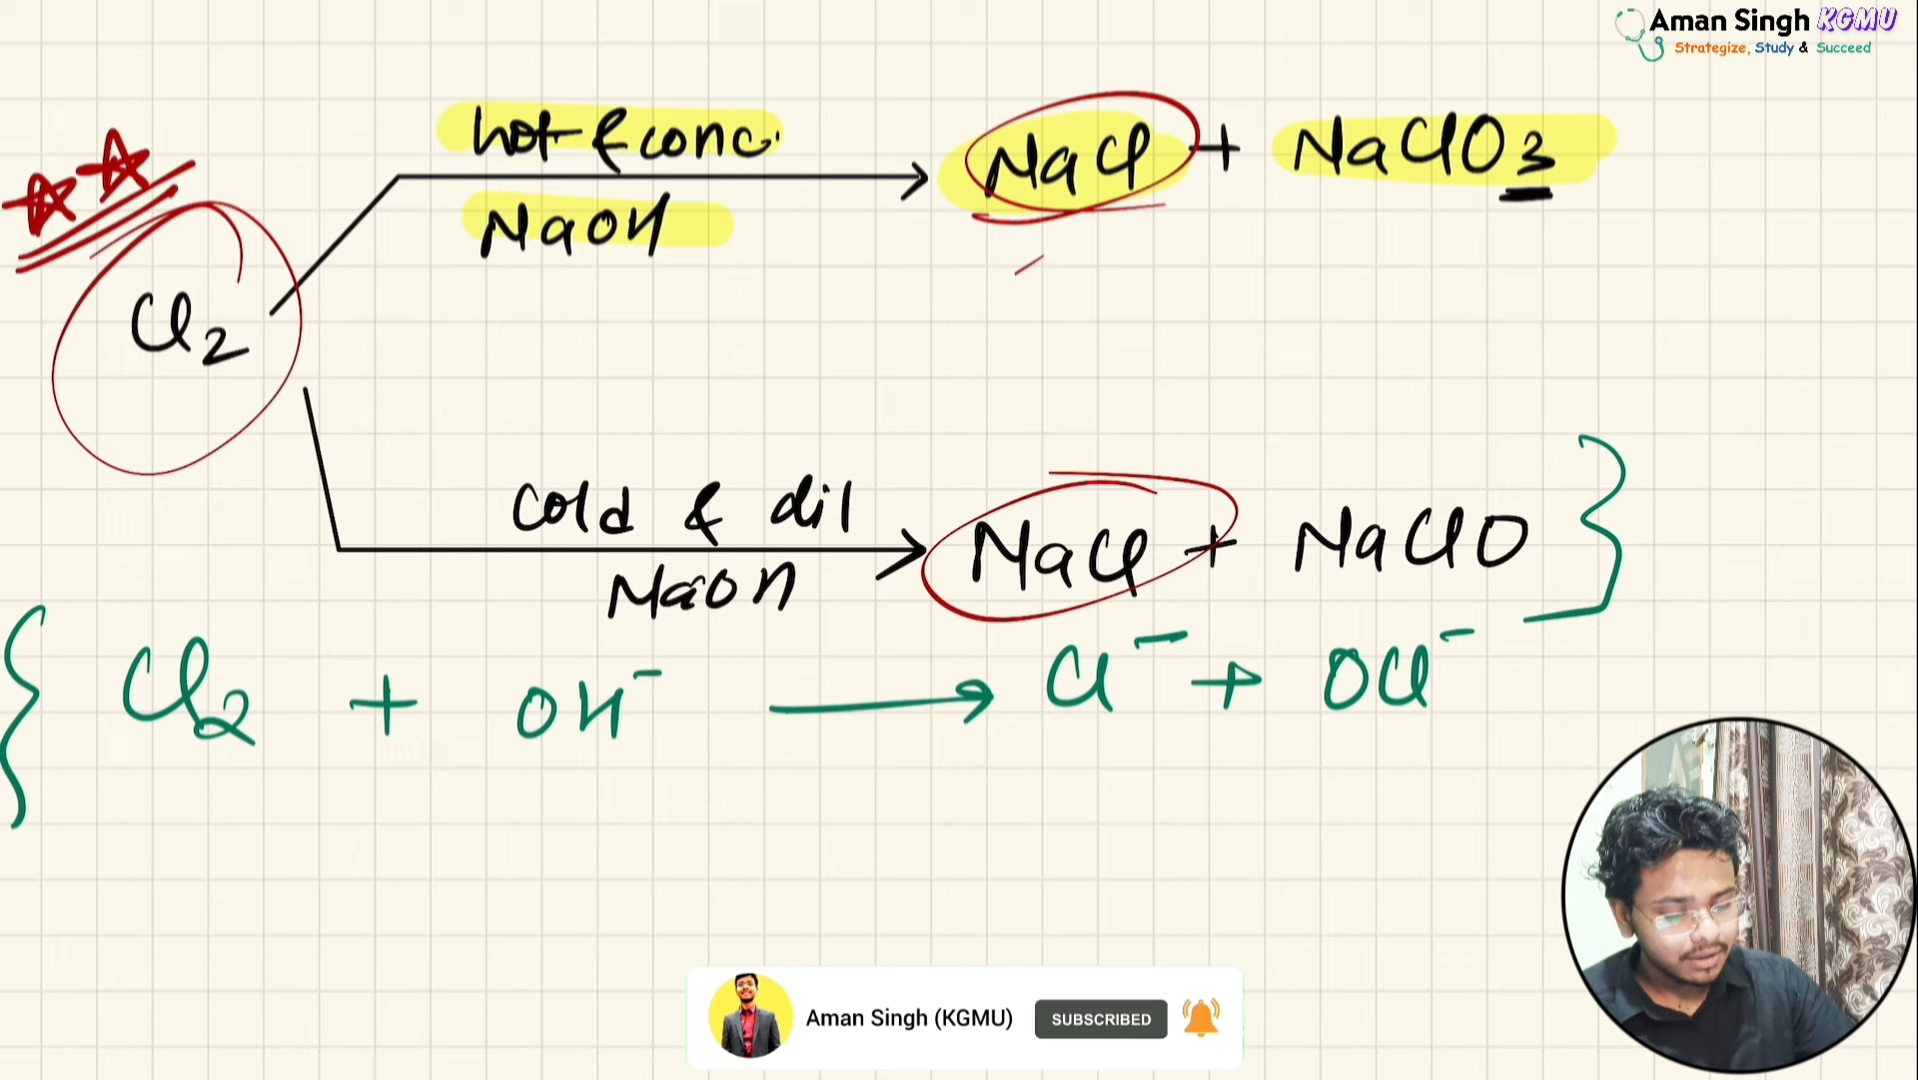 Aman Singh KGMU
Strategize, Study & Succeed
hot & conc.
NaCl + NaClO3
NaOH
Cl2
cold & dil
NaCl + NaClO
NaOH
Cl2 + OH⁻ → Cl⁻ + OCl⁻
Aman Singh (KGMU) SUBSCRIBED